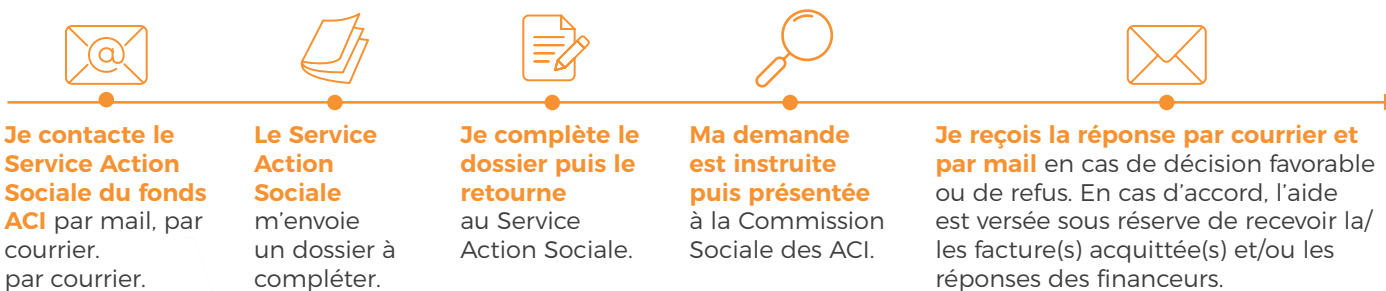 @
Je contacte le
Service Action
Sociale du fonds
ACI par mail, par
courrier.
par courrier.
Le Service
Action
Sociale
m'envoie
un dossier à
compléter.
Je complète le
dossier puis le
retourne
au Service
Action Sociale.
Ma demande
est instruite
puis présentée
à la Commission
Sociale des ACI.
Je reçois la réponse par courrier et
par mail en cas de décision favorable
ou de refus. En cas d'accord, l'aide
est versée sous réserve de recevoir la/
les facture(s) acquittée(s) et/ou les
réponses des financeurs.